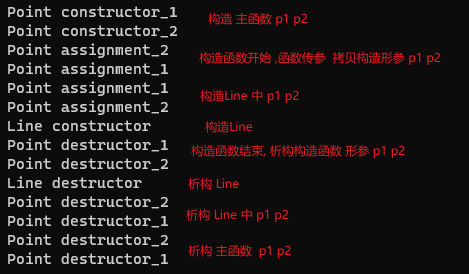 Point constructor_1
构造 主函数 p1 p2
Point constructor_2
Point assignment_2
构造函数开始 ,函数传参 拷贝构造形参 p1 p2
Point assignment_1
Point assignment_1
构造Line 中 p1 p2
Point assignment_2
Line constructor
构造Line
Point destructor_1
构造函数结束, 析构构造函数 形参 p1 p2
Point destructor_2
Line destructor
析构 Line
Point destructor_2
析构 Line 中 p1 p2
Point destructor_1
Point destructor_2
析构 主函数 p1 p2
Point destructor_1